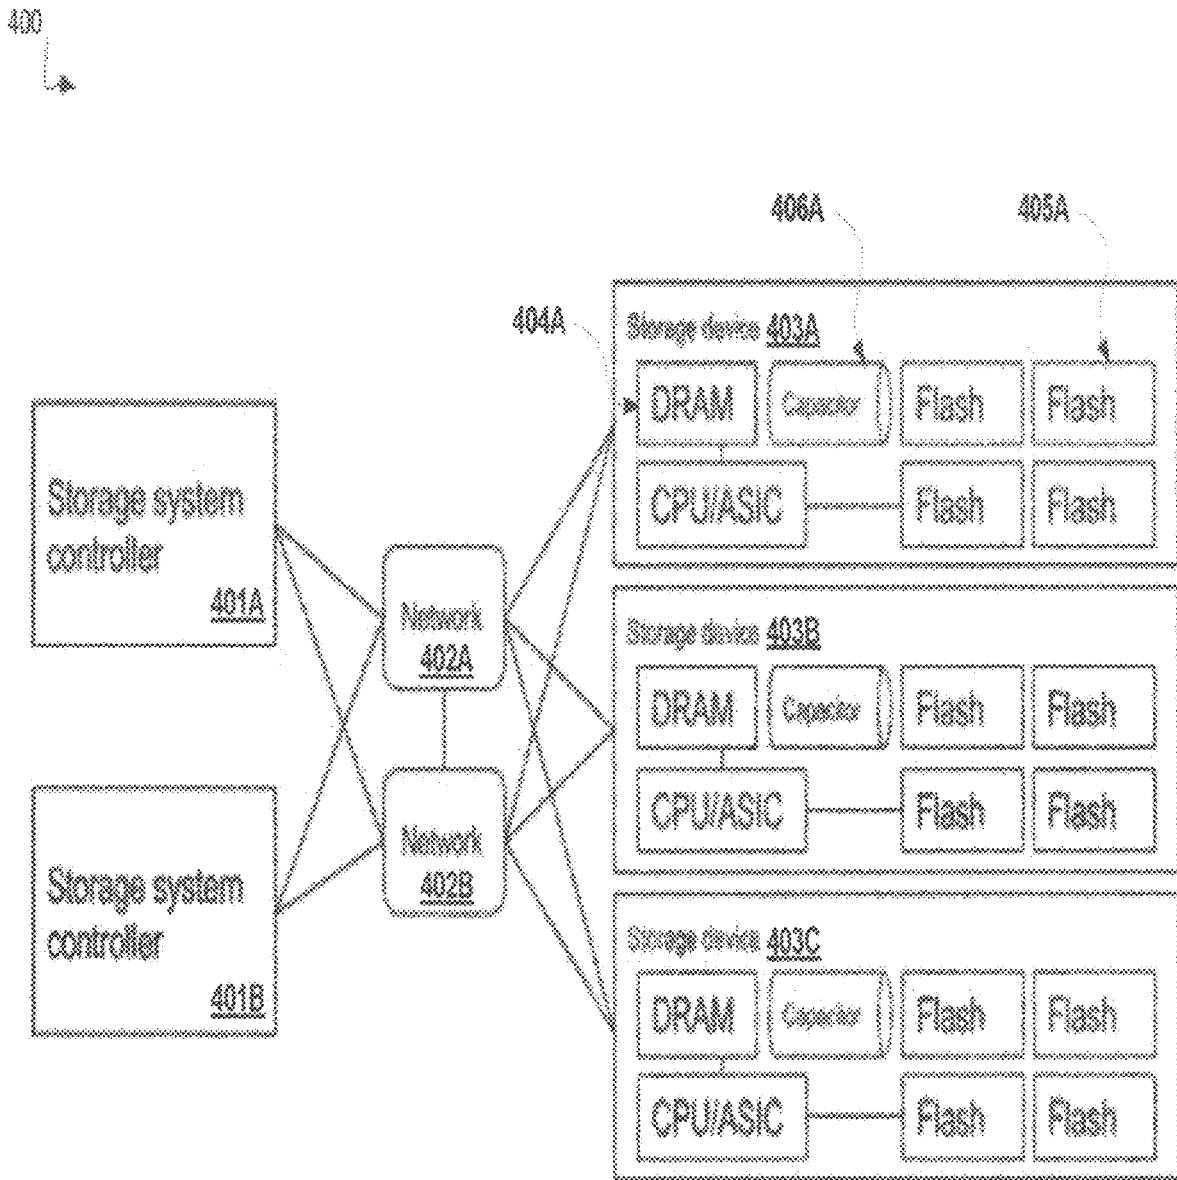 400
406A
405A
404A
Storage device 403A
DRAM
Capacitor
Flash
Flash
CPU/ASIC
Flash
Flash
Storage system
controller
401A
Network
402A
Storage device 403B
DRAM
Capacitor
Flash
Flash
CPU/ASIC
Flash
Flash
Network
402B
Storage system
controller
401B
Storage device 403C
DRAM
Capacitor
Flash
Flash
CPU/ASIC
Flash
Flash